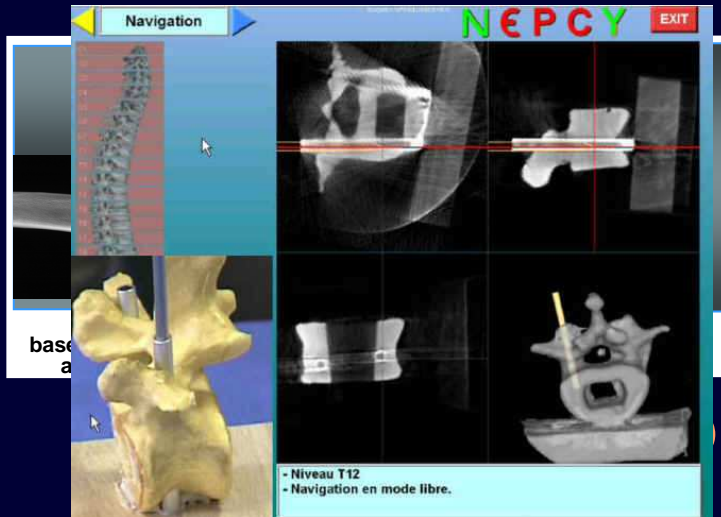 Navigation
NEPCY
EXIT
base
a
- Niveau T12
- Navigation en mode libre.